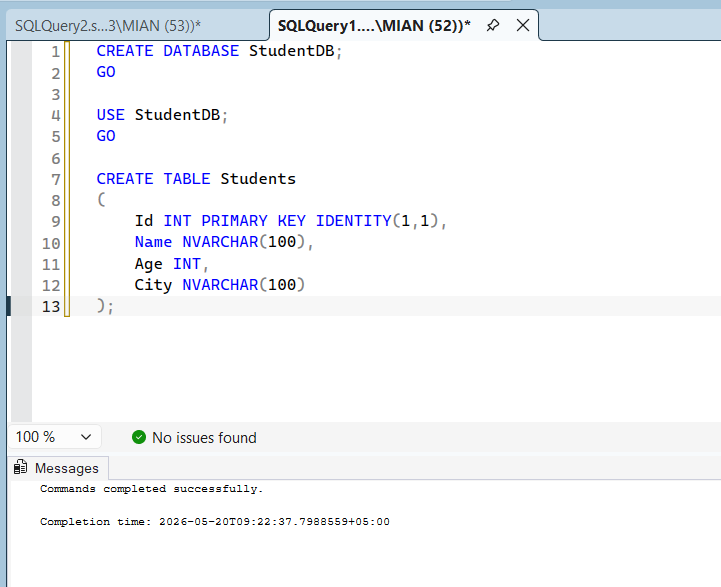 SQLQuery2.s...3\MIAN (53))*
SQLQuery1....\MIAN (52))*
1 CREATE DATABASE StudentDB;
2 GO
3
4 USE StudentDB;
5 GO
6
7 CREATE TABLE Students
8 (
9 Id INT PRIMARY KEY IDENTITY(1,1),
10 Name NVARCHAR(100),
11 Age INT,
12 City NVARCHAR(100)
13 );
100 %
No issues found
Messages
Commands completed successfully.
Completion time: 2026-05-20T09:22:37.7988559+05:00